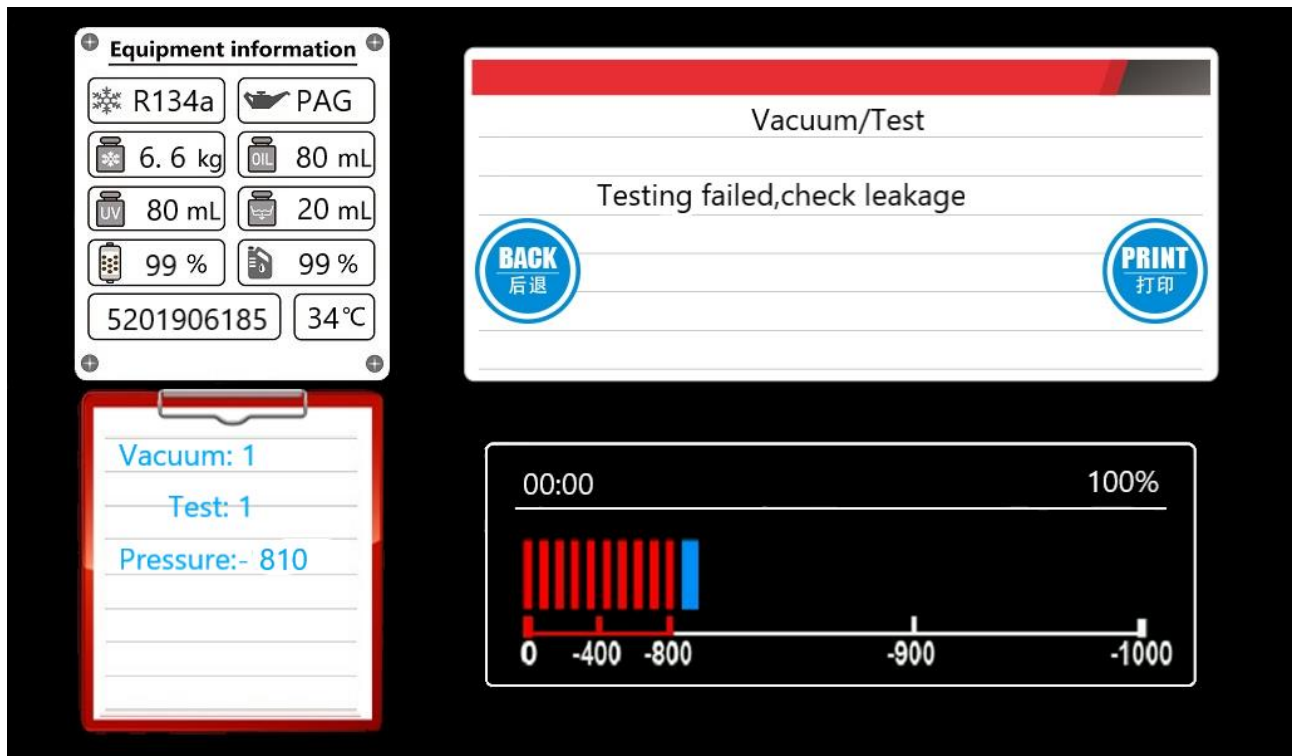 Equipment information
R134a
PAG
6. 6 kg
OIL
80 mL
UV
80 mL
20 mL
99 %
99 %
5201906185
34℃
Vacuum/Test
Testing failed,check leakage
BACK
后退
PRINT
打印
Vacuum: 1
Test: 1
Pressure:- 810
00:00
100%
0
-400
-800
-900
-1000